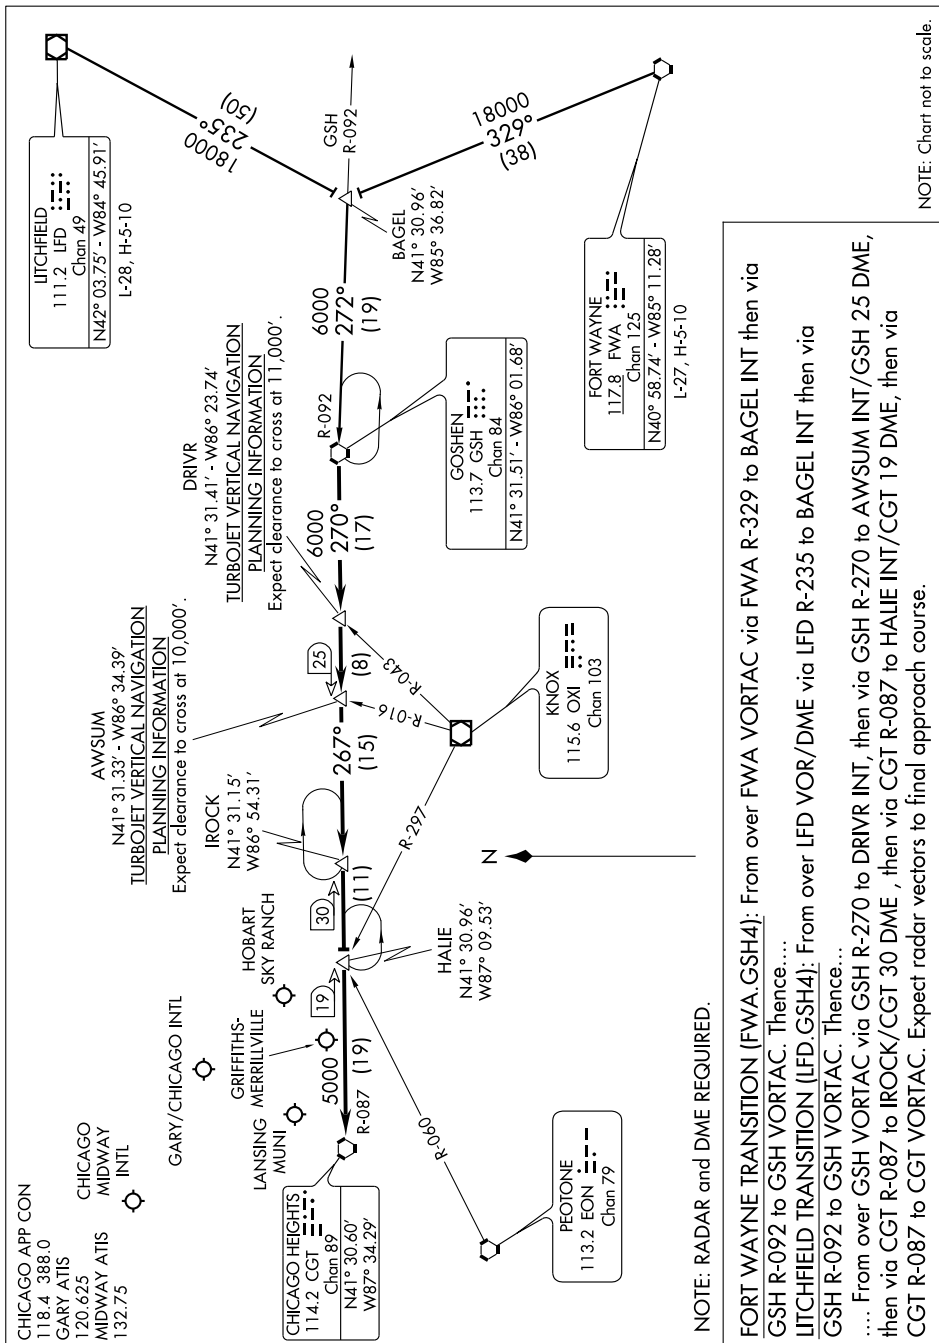 CHICAGO APP CON
118.4 388.0
GARY ATIS
120.625
MIDWAY ATIS
132.75
CHICAGO
MIDWAY
INTL
GARY/CHICAGO INTL
LANSING
MUNI
GRIFFITHS-
MERRILLVILLE
HOBART
SKY RANCH
CHICAGO HEIGHTS
114.2 CGT
Chan 89
N41° 30.60'
W87° 34.29'
5000
(19)
R-087
19
HALIE
N41° 30.96'
W87° 09.53'
30
(11)
IROCK
N41° 31.15'
W86° 54.31'
267°
(15)
AWSUM
N41° 31.33' - W86° 34.39'
TURBOJET VERTICAL NAVIGATION
PLANNING INFORMATION
Expect clearance to cross at 10,000'.
25
(8)
DRIVR
N41° 31.41' - W86° 23.74'
TURBOJET VERTICAL NAVIGATION
PLANNING INFORMATION
Expect clearance to cross at 11,000'.
6000
270°
(17)
R-092
GOSHEN
113.7 GSH
Chan 84
N41° 31.51' - W86° 01.68'
6000
272°
(19)
BAGEL
N41° 30.96'
W85° 36.82'
GSH
R-092
LITCHFIELD
111.2 LFD
Chan 49
N42° 03.75' - W84° 45.91'
L-28, H-5-10
18000
235°
(50)
18000
329°
(38)
FORT WAYNE
117.8 FWA
Chan 125
N40° 58.74' - W85° 11.28'
L-27, H-5-10
R-043
R-016
R-297
KNOX
115.6 OXI
Chan 103
N
R-060
PEOTONE
113.2 EON
Chan 79
NOTE: RADAR and DME REQUIRED.
NOTE: Chart not to scale.
FORT WAYNE TRANSITION (FWA.GSH4): From over FWA VORTAC via FWA R-329 to BAGEL INT then via
GSH R-092 to GSH VORTAC. Thence....
LITCHFIELD TRANSITION (LFD.GSH4): From over LFD VOR/DME via LFD R-235 to BAGEL INT then via
GSH R-092 to GSH VORTAC. Thence....
.... From over GSH VORTAC via GSH R-270 to DRIVR INT, then via GSH R-270 to AWSUM INT/GSH 25 DME,
then via CGT R-087 to IROCK/CGT 30 DME , then via CGT R-087 to HALIE INT/CGT 19 DME, then via
CGT R-087 to CGT VORTAC. Expect radar vectors to final approach course.